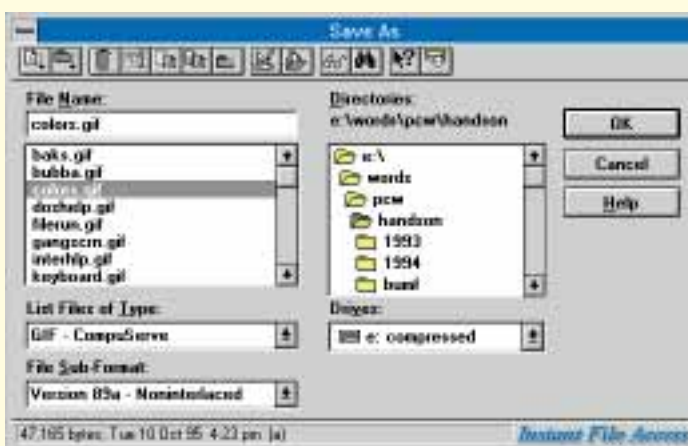 Save As
File Name:
colors.gif
baks.gif
bubba.gif
colors.gif
doshelp.gif
filerun.gif
gangscrn.gif
interhlp.gif
keyboard.gif
List Files of Type:
GIF - CompuServe
File Sub-Format:
Version 89a - Noninterlaced
Directories:
e:\words\pcw\handson
e:\
words
pcw
handson
1993
1994
Drives:
e: compressed
OK
Cancel
Help
47,165 bytes, Tue 10 Oct 95 4:23 pm (a)
Instant File Access